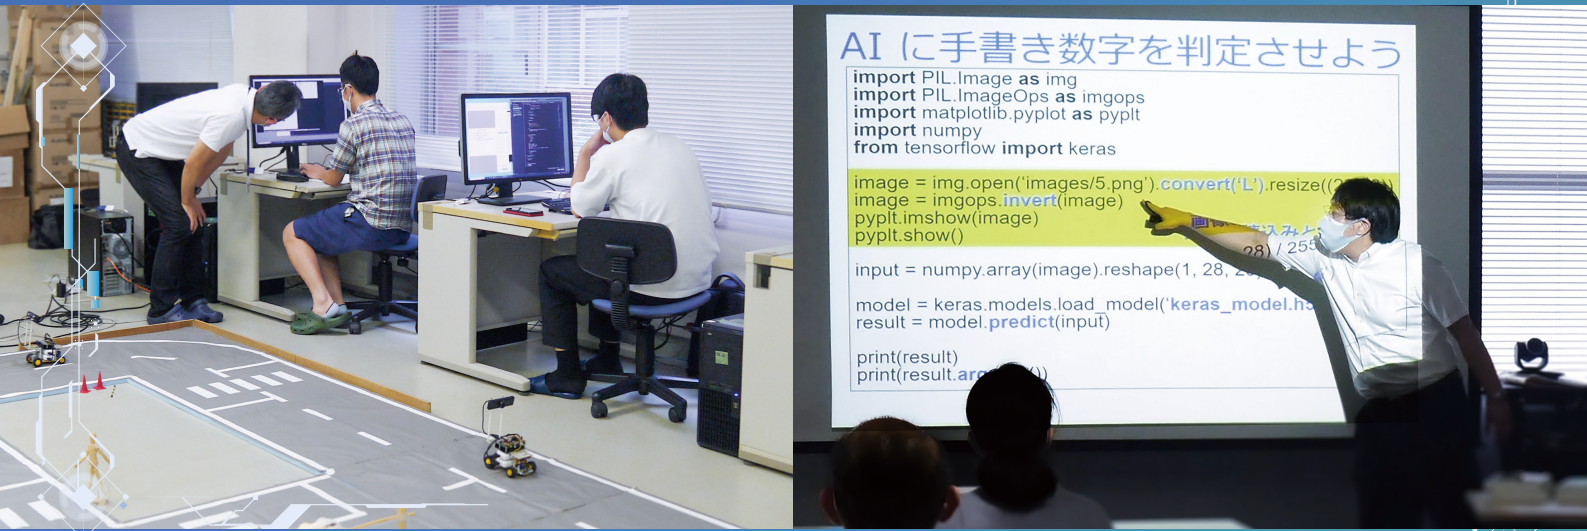 AI に手書き数字を判定させよう
import PIL.Image as img
import PIL.ImageOps as imgops
import matplotlib.pyplot as pyplt
import numpy
from tensorflow import keras
image = img.open('images/5.png').convert('L').resize((
image = imgops.invert(image)
pyplt.imshow(image)
pyplt.show()
28) / 255
input = numpy.array(image).reshape(1, 28,
model = keras.models.load_model('keras_model.h5
result = model.predict(input)
print(result)
print(result.